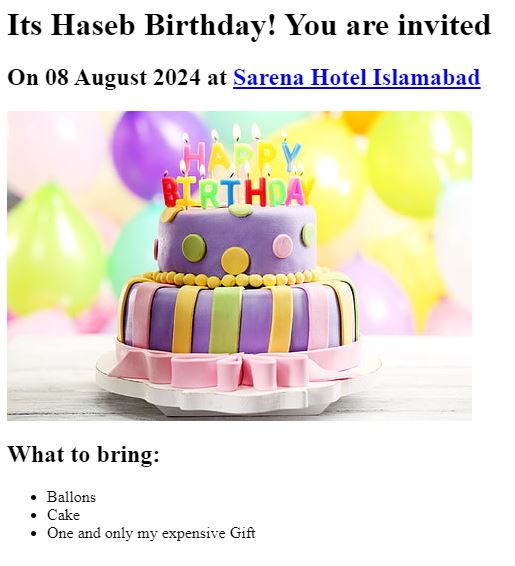 Its Haseb Birthday! You are invited
On 08 August 2024 at Sarena Hotel Islamabad
HAPPY
BIRTHDAY
What to bring:
Ballons
Cake
One and only my expensive Gift